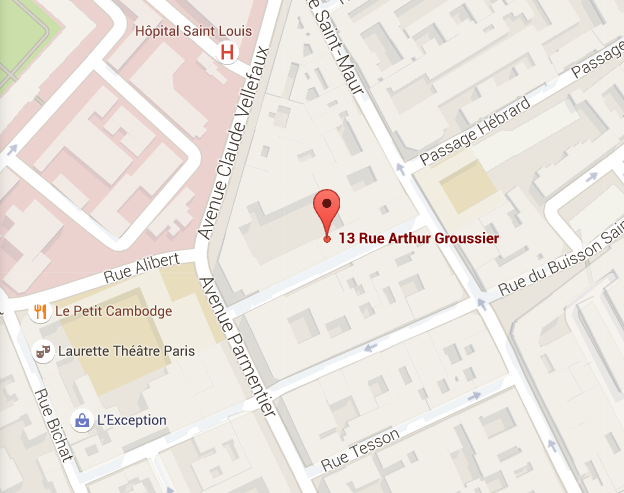 Hôpital Saint Louis
H
Avenue Claude Vellefaux
e Saint-Maur
Passage
Passage Hébrard
13 Rue Arthur Groussier
Rue Alibert
Rue du Buisson Sain
Le Petit Cambodge
Avenue Parmentier
Laurette Théâtre Paris
Rue Bichat
L'Exception
Rue Tesson